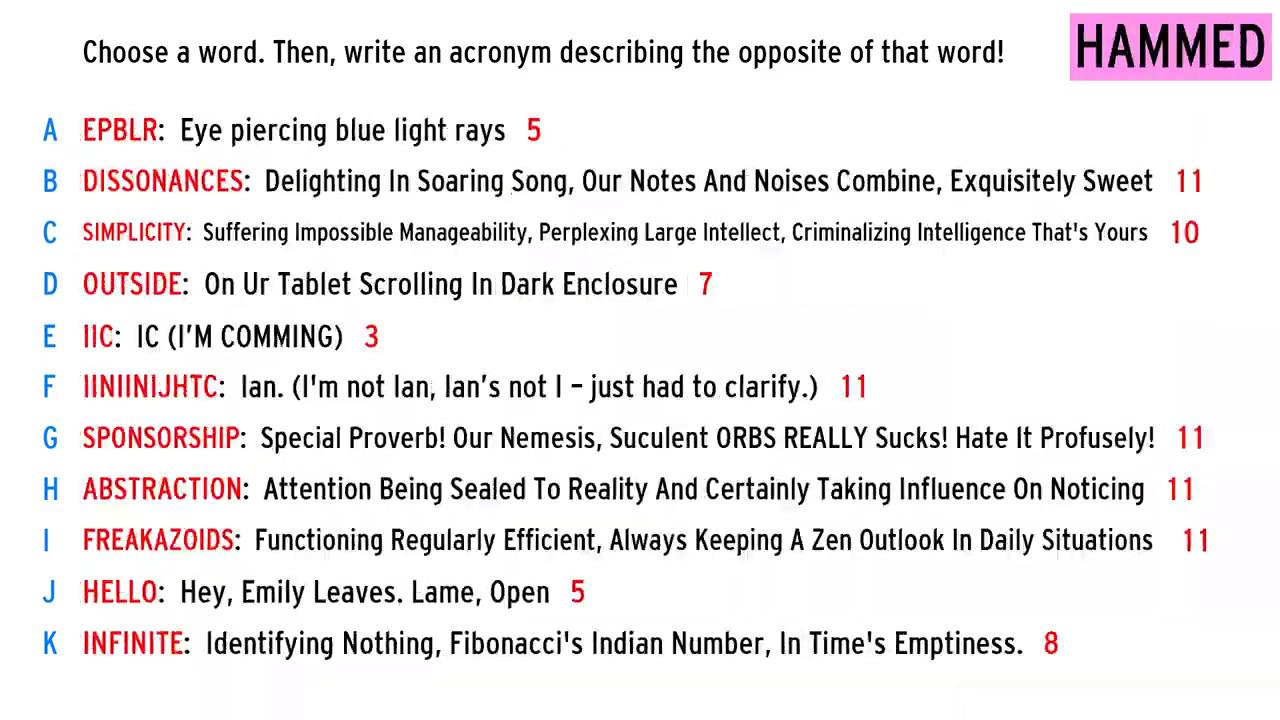 Choose a word. Then, write an acronym describing the opposite of that word!
HAMMED
A EPBLR: Eye piercing blue light rays 5
B DISSONANCES: Delighting In Soaring Song, Our Notes And Noises Combine, Exquisitely Sweet 11
C SIMPLICITY: Suffering Impossible Manageability, Perplexing Large Intellect, Criminalizing Intelligence That's Yours 10
D OUTSIDE: On Ur Tablet Scrolling In Dark Enclosure 7
E IIC: IC (I’M COMMING) 3
F IINIINIJHTC: Ian. (I'm not Ian, Ian’s not I – just had to clarify.) 11
G SPONSORSHIP: Special Proverb! Our Nemesis, Suculent ORBS REALLY Sucks! Hate It Profusely! 11
H ABSTRACTION: Attention Being Sealed To Reality And Certainly Taking Influence On Noticing 11
I FREAKAZOIDS: Functioning Regularly Efficient, Always Keeping A Zen Outlook In Daily Situations 11
J HELLO: Hey, Emily Leaves. Lame, Open 5
K INFINITE: Identifying Nothing, Fibonacci's Indian Number, In Time's Emptiness. 8